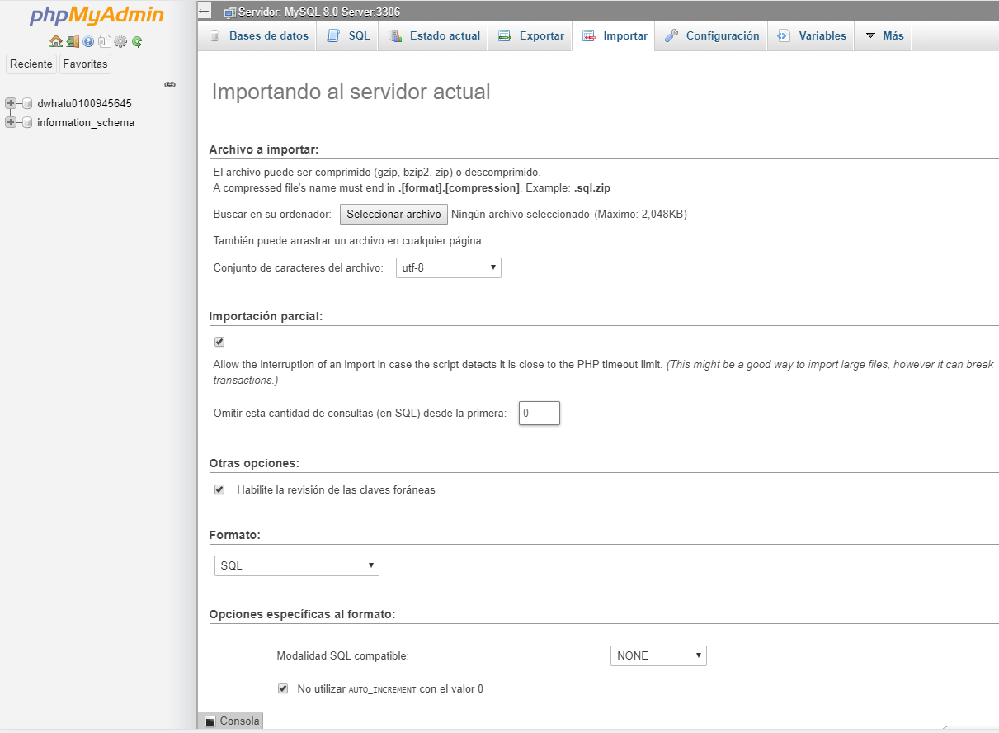 phpMyAdmin
Reciente Favoritas
dwhalu0100945645
information_schema
Servidor: MySQL 8.0 Server:3306
Bases de datos SQL Estado actual Exportar Importar Configuración Variables Más
Importando al servidor actual
Archivo a importar:
El archivo puede ser comprimido (gzip, bzip2, zip) o descomprimido.
A compressed file's name must end in .[format].[compression]. Example: .sql.zip
Buscar en su ordenador: Seleccionar archivo Ningún archivo seleccionado (Máximo: 2,048KB)
También puede arrastrar un archivo en cualquier página.
Conjunto de caracteres del archivo: utf-8
Importación parcial:
Allow the interruption of an import in case the script detects it is close to the PHP timeout limit. (This might be a good way to import large files, however it can break
transactions.)
Omitir esta cantidad de consultas (en SQL) desde la primera: 0
Otras opciones:
Habilite la revisión de las claves foráneas
Formato:
SQL
Opciones específicas al formato:
Modalidad SQL compatible: NONE
No utilizar AUTO_INCREMENT con el valor 0
Consola